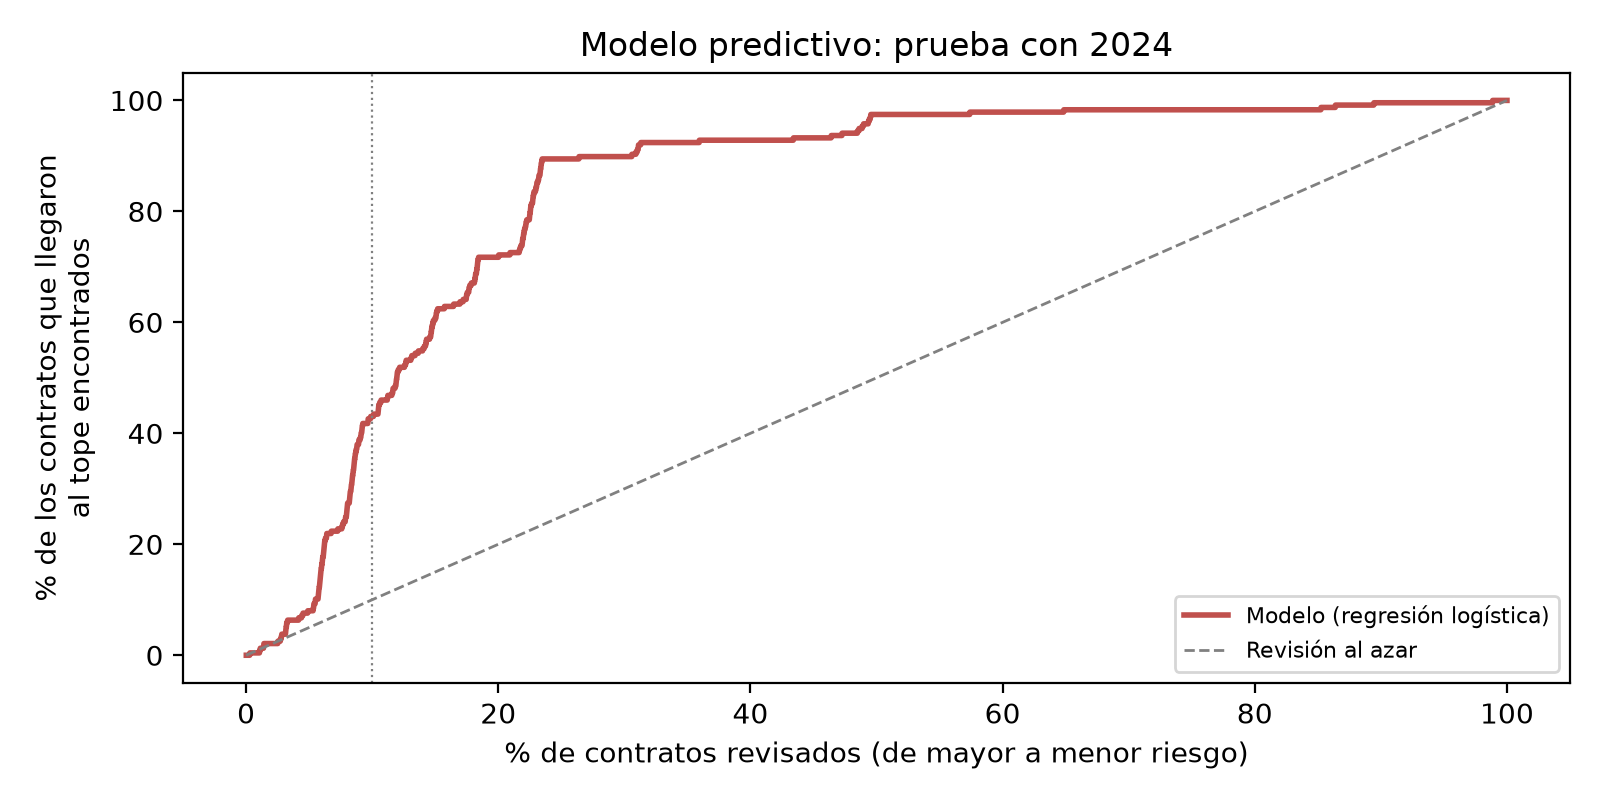 Modelo predictivo: prueba con 2024
% de los contratos que llegaron
al tope encontrados
100
80
60
40
20
0
0
20
40
60
80
100
% de contratos revisados (de mayor a menor riesgo)
Modelo (regresión logística)
Revisión al azar